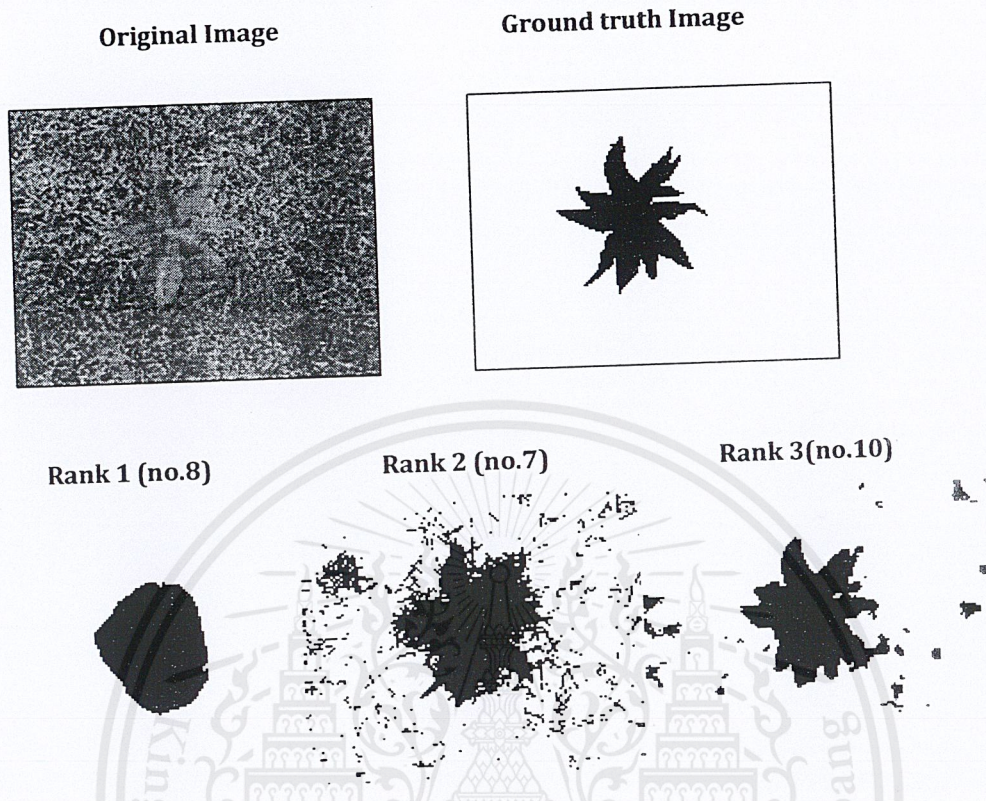 Original Image
Ground truth Image
Rank 1 (no.8)
Rank 2 (no.7)
Rank 3(no.10)